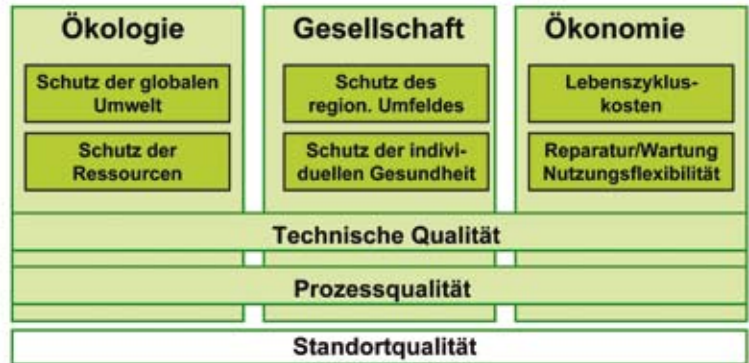 Ökologie
Schutz der globalen
Umwelt
Schutz der
Ressourcen
Gesellschaft
Schutz des
region. Umfeldes
Schutz der indivi-
duellen Gesundheit
Ökonomie
Lebenszyklus-
kosten
Reparatur/Wartung
Nutzungsflexibilität
Technische Qualität
Prozessqualität
Standortqualität